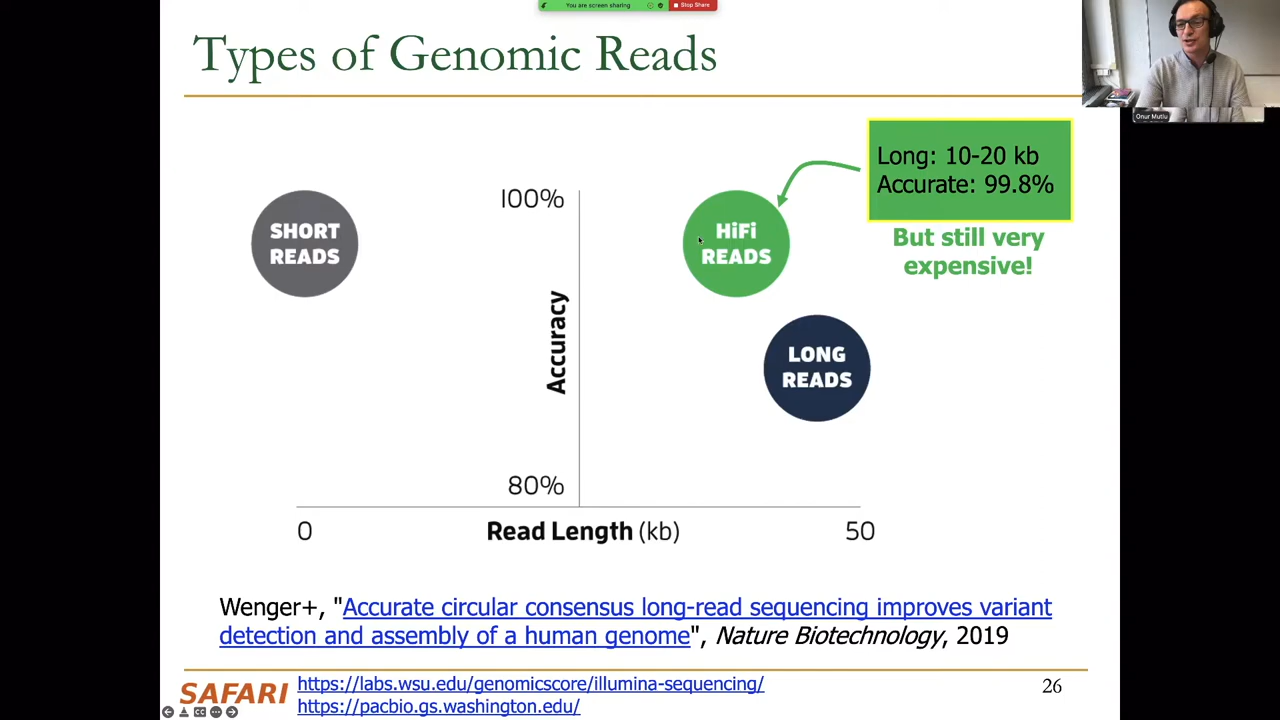 You are screen sharing
Stop Share
Types of Genomic Reads
Onur Mutlu
Long: 10-20 kb
Accurate: 99.8%
But still very
expensive!
100%
SHORT
READS
HiFi
READS
Accuracy
LONG
READS
80%
0
Read Length (kb)
50
Wenger+, "Accurate circular consensus long-read sequencing improves variant
detection and assembly of a human genome", Nature Biotechnology, 2019
SAFARI
https://labs.wsu.edu/genomicscore/illumina-sequencing/
https://pacbio.gs.washington.edu/
26
CC